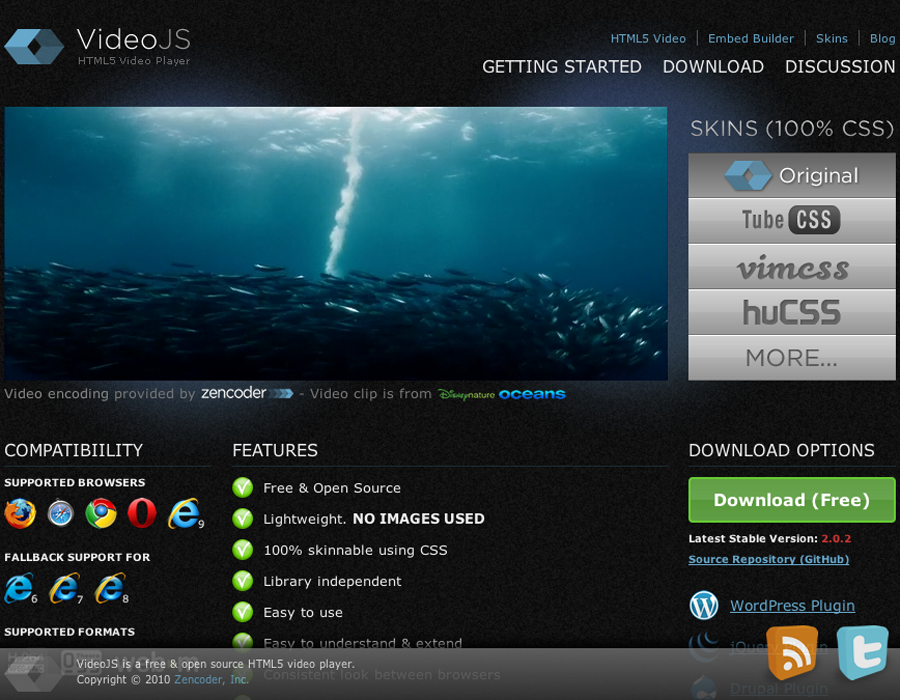 VideoJS
HTML5 Video Player
HTML5 Video
Embed Builder
Skins
Blog
GETTING STARTED
DOWNLOAD
DISCUSSION
SKINS (100% CSS)
Original
Tube CSS
vimcss
huCSS
MORE...
Video encoding provided by zencoder - Video clip is from Disneynature oceans
COMPATIBIILITY
SUPPORTED BROWSERS
9
FALLBACK SUPPORT FOR
6
7
8
SUPPORTED FORMATS
FEATURES
Free & Open Source
Lightweight. NO IMAGES USED
100% skinnable using CSS
Library independent
Easy to use
Easy to understand & extend
Consistent look between browsers
DOWNLOAD OPTIONS
Download (Free)
Latest Stable Version: 2.0.2
Source Repository (GitHub)
WordPress Plugin
jQuery Plugin
Drupal Plugin
VideoJS is a free & open source HTML5 video player.
Copyright © 2010 Zencoder, Inc.